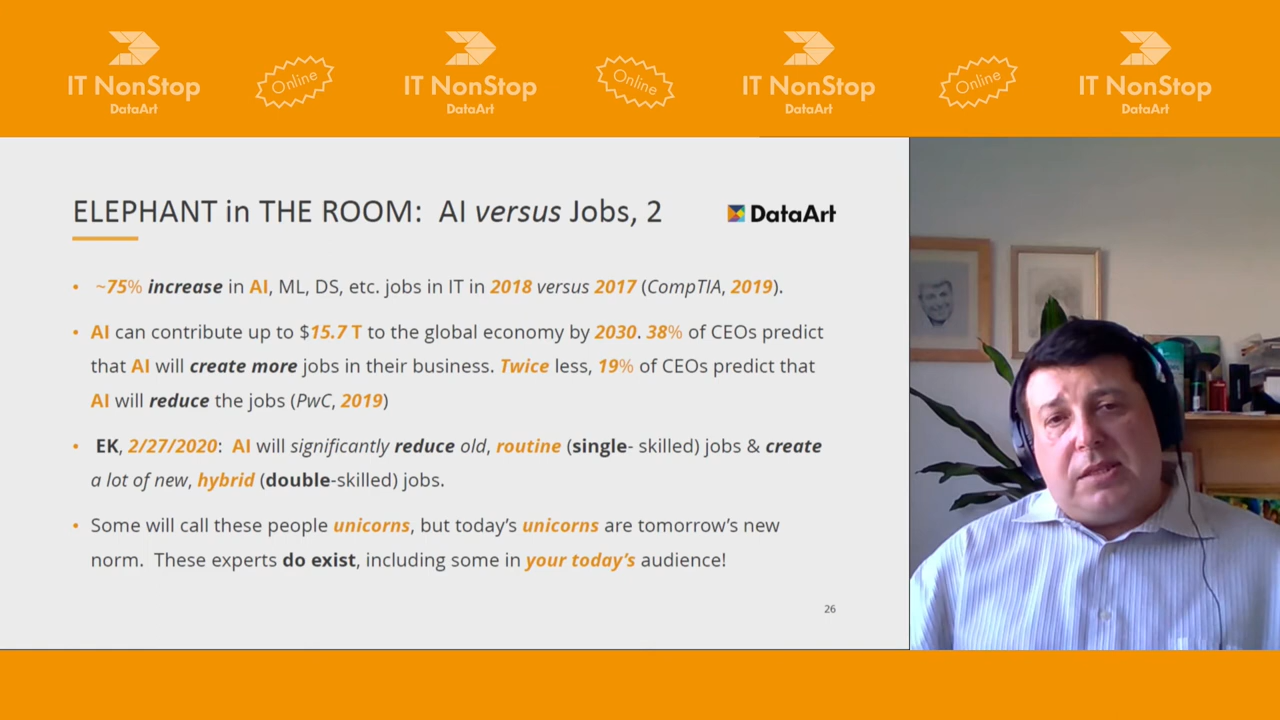 IT NonStop
DataArt
Online
IT NonStop
DataArt
Online
IT NonStop
DataArt
Online
IT NonStop
DataArt
ELEPHANT in THE ROOM: AI versus Jobs, 2
DataArt
• ~75% increase in AI, ML, DS, etc. jobs in IT in 2018 versus 2017 (CompTIA, 2019).
• AI can contribute up to $15.7 T to the global economy by 2030. 38% of CEOs predict
that AI will create more jobs in their business. Twice less, 19% of CEOs predict that
AI will reduce the jobs (PwC, 2019)
• EK, 2/27/2020: AI will significantly reduce old, routine (single- skilled) jobs & create
a lot of new, hybrid (double-skilled) jobs.
• Some will call these people unicorns, but today's unicorns are tomorrow's new
norm. These experts do exist, including some in your today's audience!
26